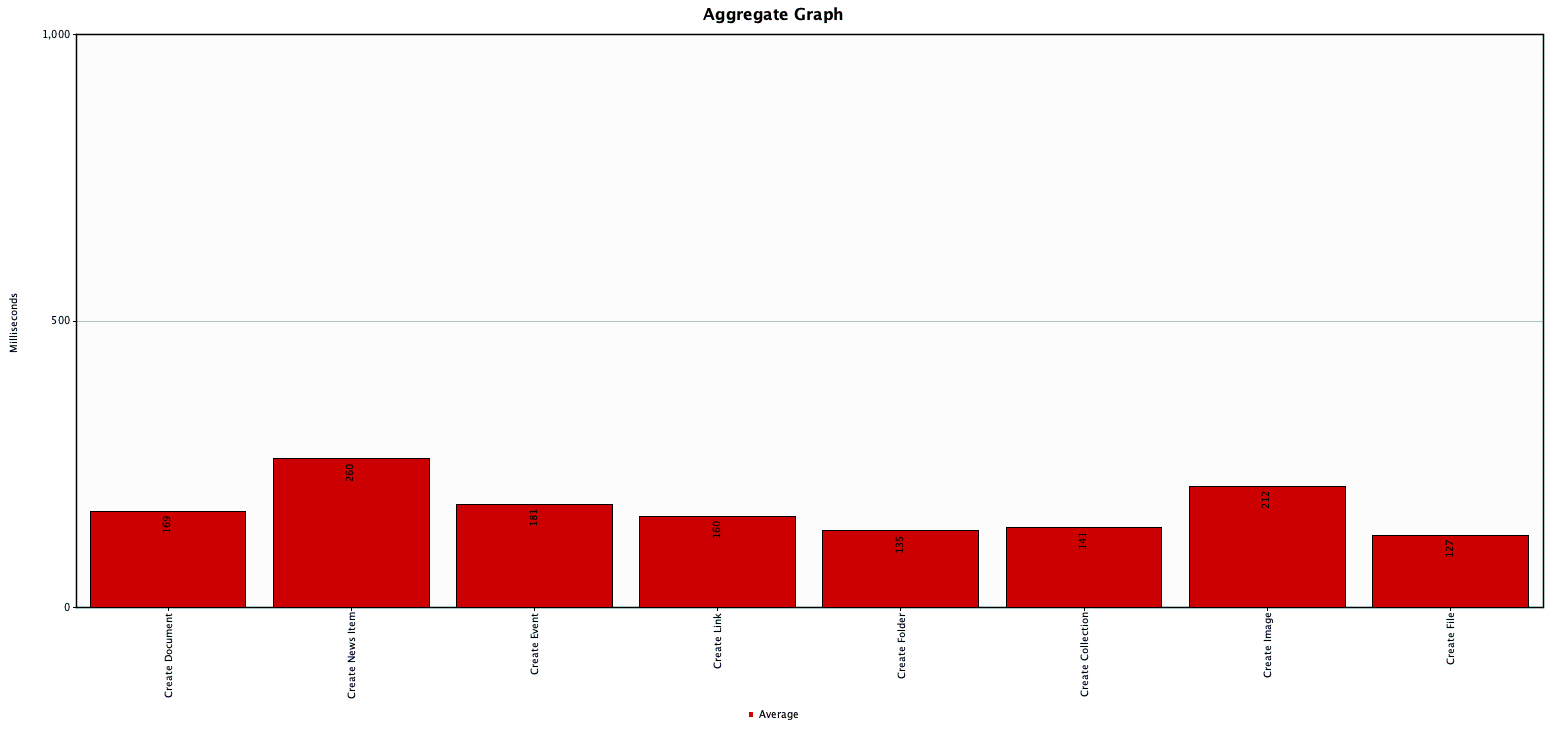 Aggregate Graph
1,000
500
0
Milliseconds
169
260
181
160
135
141
212
127
Create Document
Create News Item
Create Event
Create Link
Create Folder
Create Collection
Create Image
Create File
Average